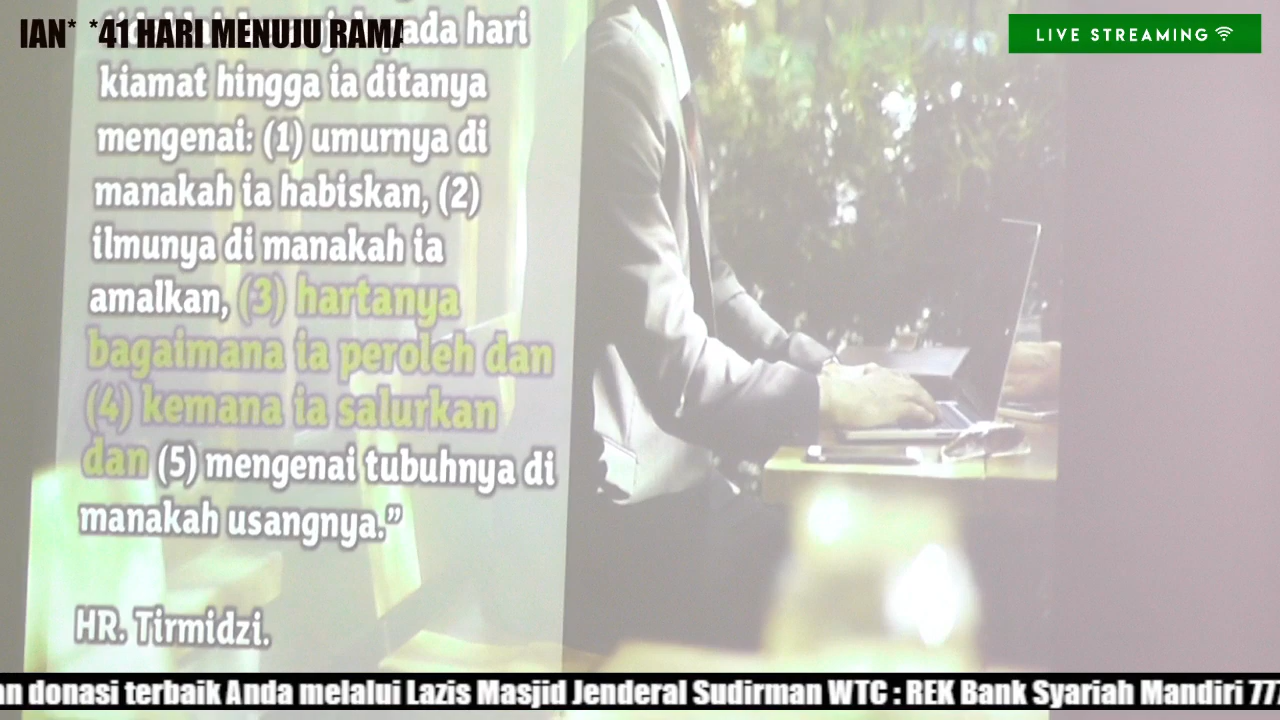 IAN* *41 HARI MENUJU RAMA
LIVE STREAMING
pada hari
kiamat hingga ia ditanya
mengenai: (1) umurnya di
manakah ia habiskan, (2)
ilmunya di manakah ia
amalkan, (3) hartanya
bagaimana ia peroleh dan
(4) kemana ia salurkan
dan (5) mengenai tubuhnya di
manakah usangnya.”
HR. Tirmidzi.
an donasi terbaik Anda melalui Lazis Masjid Jenderal Sudirman WTC : REK Bank Syariah Mandiri 77